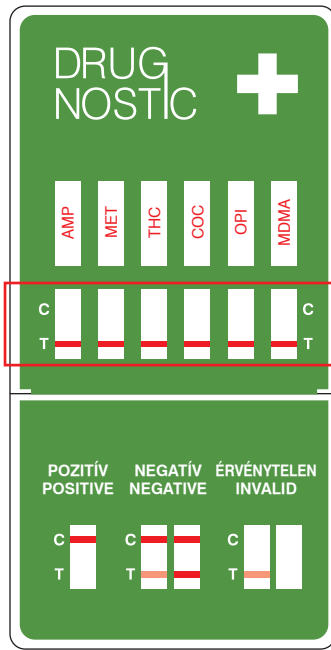 DRUG
NOSTIC
AMP MET THC COC OPI MDMA
C C
T T
POZITÍV NEGATÍV ÉRVÉNYTELEN
POSITIVE NEGATIVE INVALID
C C C
T T T